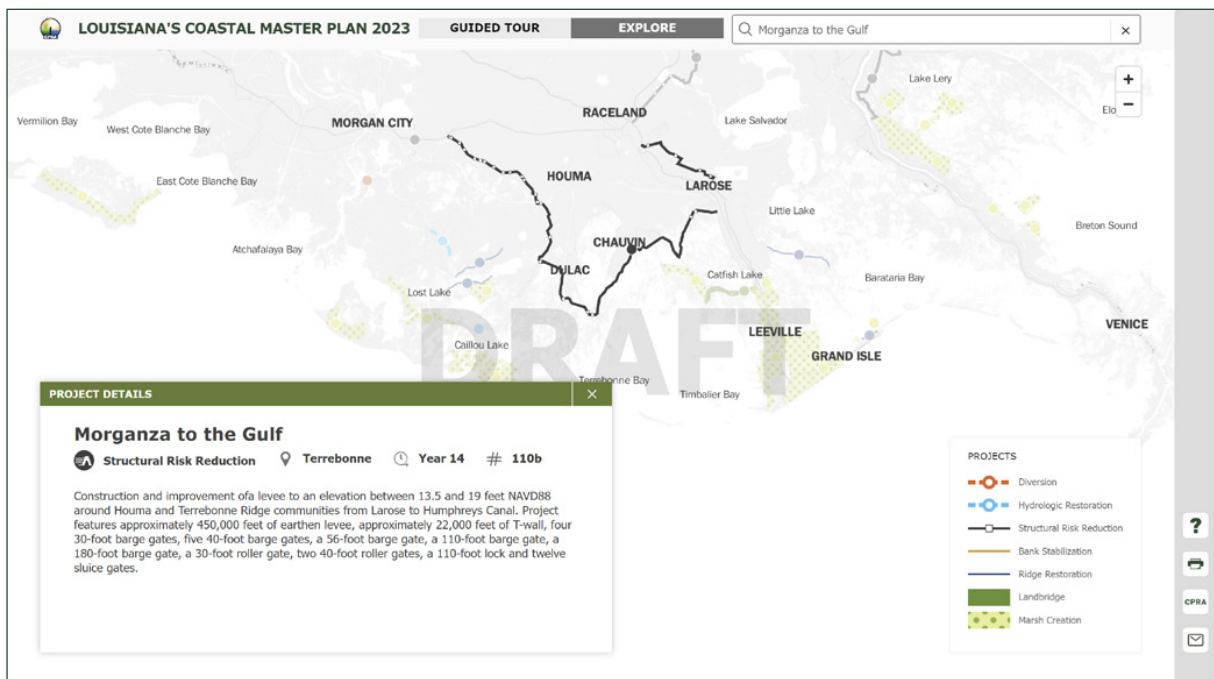 LOUISIANA'S COASTAL MASTER PLAN 2023
GUIDED TOUR
EXPLORE
Morganza to the Gulf
Lake Lery
RACELAND
Vermilion Bay
West Cote Blanche Bay
MORGAN CITY
Lake Salvador
Elo
East Cote Blanche Bay
HOUMA
LAROSE
Little Lake
Breton Sound
Atchafalaya Bay
CHAUVIN
DULAC
Catfish Lake
Barataria Bay
Lost Lake
DRAFT
LEEVILLE
VENICE
Caillou Lake
GRAND ISLE
Terrebonne Bay
Timbalier Bay
PROJECT DETAILS
Morganza to the Gulf
Structural Risk Reduction Terrebonne Year 14 # 110b
Construction and improvement ofa levee to an elevation between 13.5 and 19 feet NAVD88
around Houma and Terrebonne Ridge communities from Larose to Humphreys Canal. Project
features approximately 450,000 feet of earthen levee, approximately 22,000 feet of T-wall, four
30-foot barge gates, five 40-foot barge gates, a 56-foot barge gate, a 110-foot barge gate, a
180-foot barge gate, a 30-foot roller gate, two 40-foot roller gates, a 110-foot lock and twelve
sluice gates.
PROJECTS
Diversion
Hydrologic Restoration
Structural Risk Reduction
Bank Stabilization
Ridge Restoration
Landbridge
Marsh Creation
?
CPRA